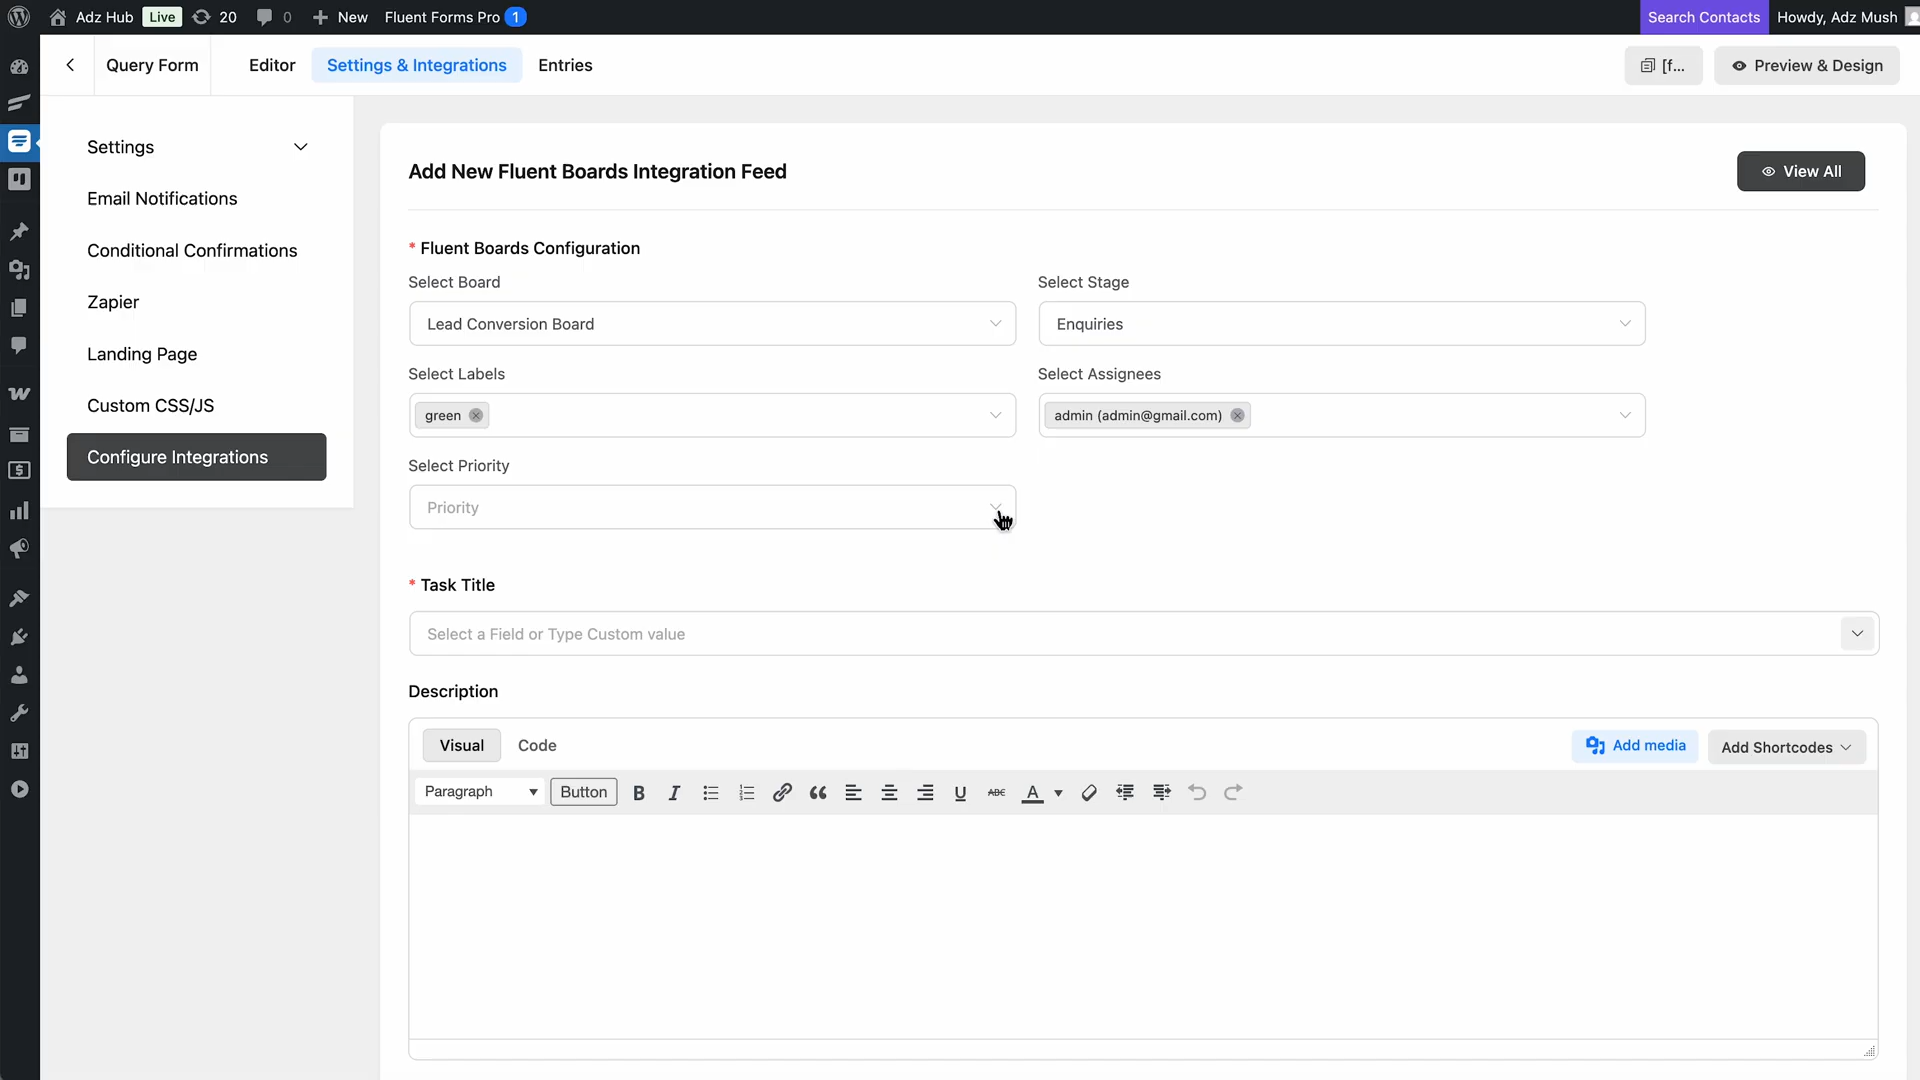 Adz Hub Live 20 0 New Fluent Forms Pro 1 Search Contacts Howdy, Adz Mush
Query Form Editor Settings & Integrations Entries [f... Preview & Design
Settings
Email Notifications
Conditional Confirmations
Zapier
Landing Page
Custom CSS/JS
Configure Integrations
Add New Fluent Boards Integration Feed View All
* Fluent Boards Configuration
Select Board Select Stage
Lead Conversion Board Enquiries
Select Labels Select Assignees
green admin (admin@gmail.com)
Select Priority
Priority
* Task Title
Select a Field or Type Custom value
Description
Visual Code Add media Add Shortcodes
Paragraph Button B I U ABC A